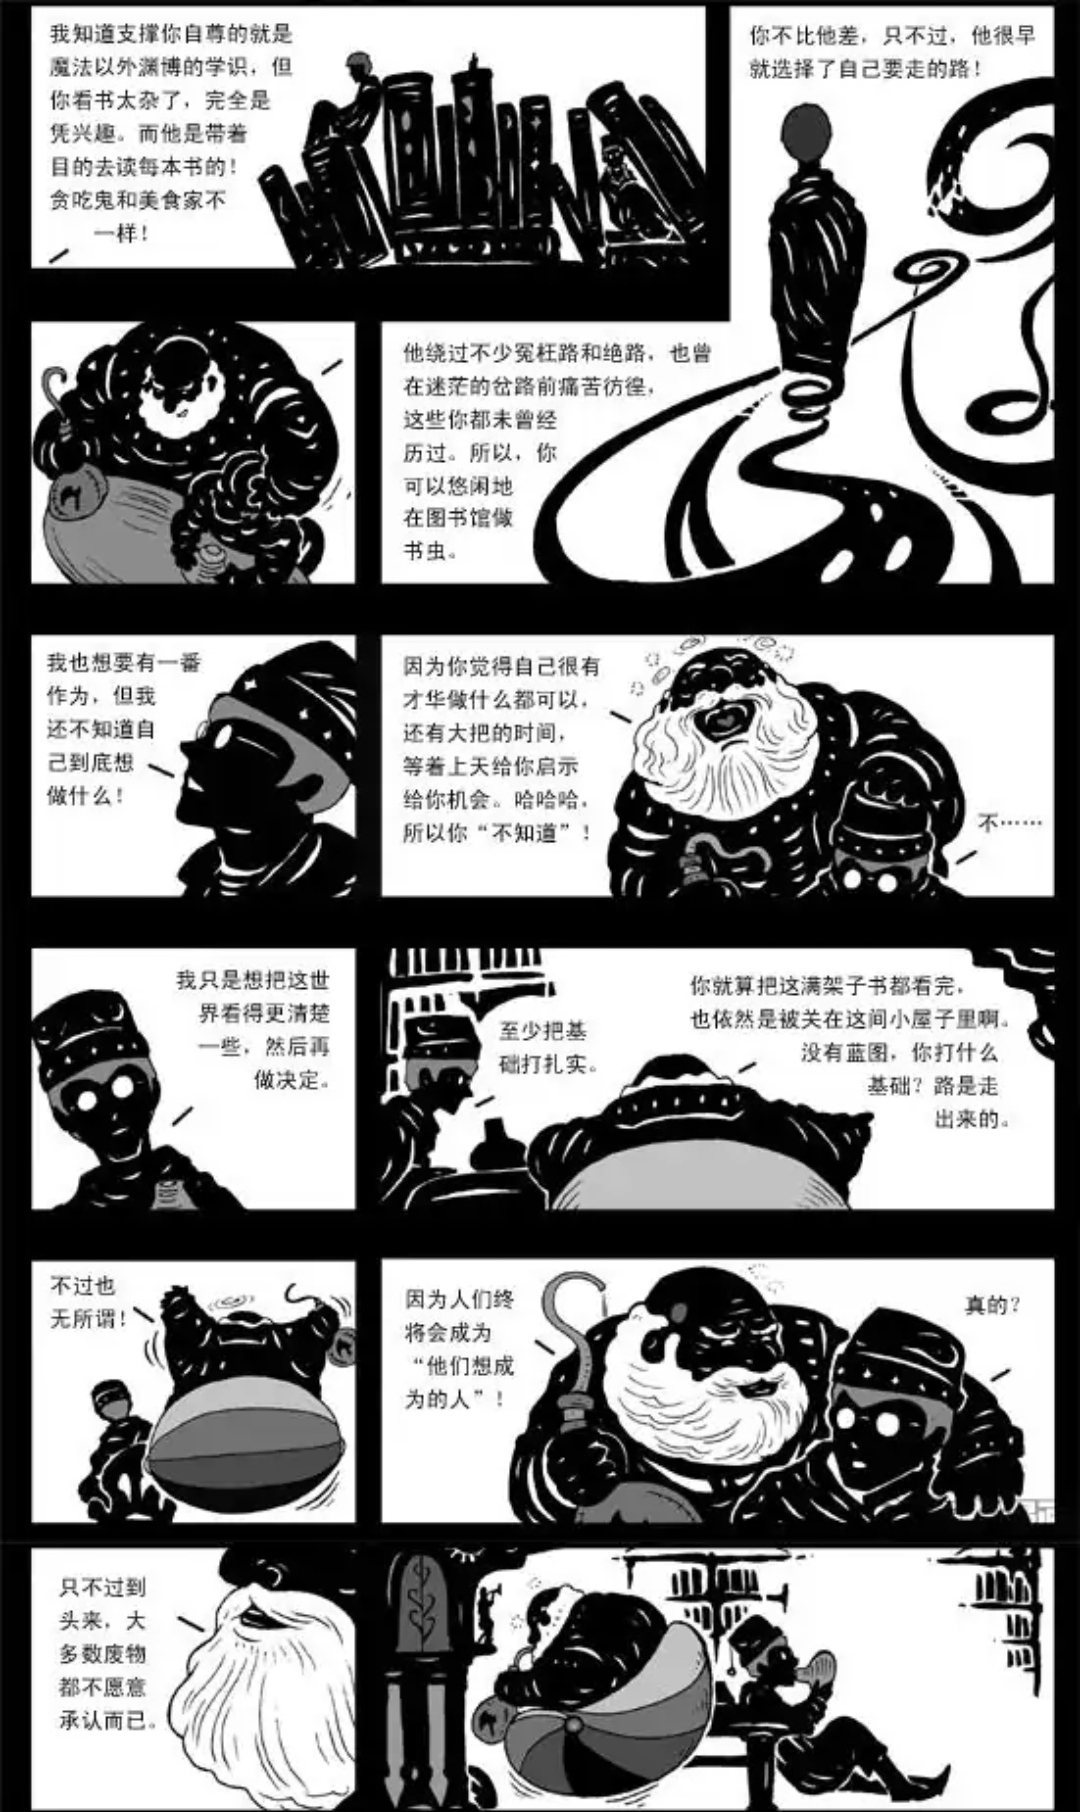 我知道支撑你自尊的就是
魔法以外渊博的学识，但
你看书太杂了，完全是
凭兴趣。而他是带着
目的去读每本书的！
贪吃鬼和美食家不
一样！
你不比他差，只不过，他很早
就选择了自己要走的路！
他绕过不少冤枉路和绝路，也曾
在迷茫的岔路前痛苦彷徨，
这些你都未曾经
历过。所以，你
可以悠闲地
在图书馆做
书虫。
我也想要有一番
作为，但我
还不知道自
己到底想
做什么！
因为你觉得自己很有
才华做什么都可以，
还有大把的时间，
等着上天给你启示
给你机会。哈哈哈，
所以你“不知道”！
不……
我只是想把这世
界看得更清楚
一些，然后再
做决定。
至少把基
础打扎实。
你就算把这满架子书都看完，
也依然是被关在这间小屋子里啊。
没有蓝图，你打什么
基础？路是走
出来的。
不过也
无所谓！
因为人们终
将会成为
“他们想成
为的人”！
真的？
只不过到
头来，大
多数废物
都不愿意
承认而已。